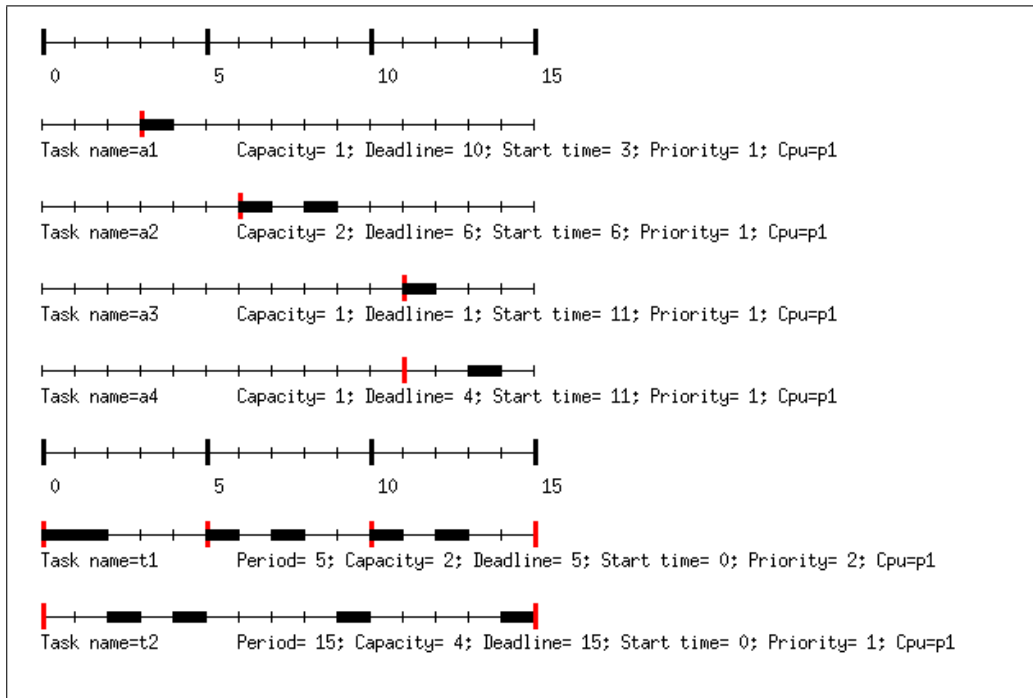 0 5 10 15
Task name=a1 Capacity= 1; Deadline= 10; Start time= 3; Priority= 1; Cpu=p1
Task name=a2 Capacity= 2; Deadline= 6; Start time= 6; Priority= 1; Cpu=p1
Task name=a3 Capacity= 1; Deadline= 1; Start time= 11; Priority= 1; Cpu=p1
Task name=a4 Capacity= 1; Deadline= 4; Start time= 11; Priority= 1; Cpu=p1
0 5 10 15
Task name=t1 Period= 5; Capacity= 2; Deadline= 5; Start time= 0; Priority= 2; Cpu=p1
Task name=t2 Period= 15; Capacity= 4; Deadline= 15; Start time= 0; Priority= 1; Cpu=p1